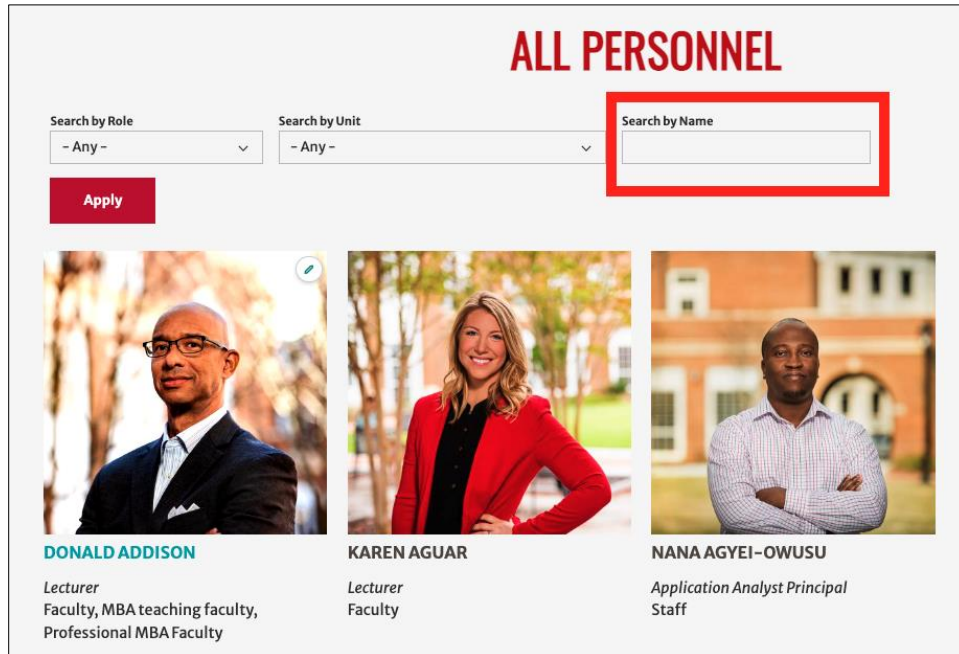 ALL PERSONNEL
Search by Role
Search by Unit
Search by Name
- Any -
- Any -
Apply
DONALD ADDISON
Lecturer
Faculty, MBA teaching faculty,
Professional MBA Faculty
KAREN AGUAR
Lecturer
Faculty
NANA AGYEI-OWUSU
Application Analyst Principal
Staff